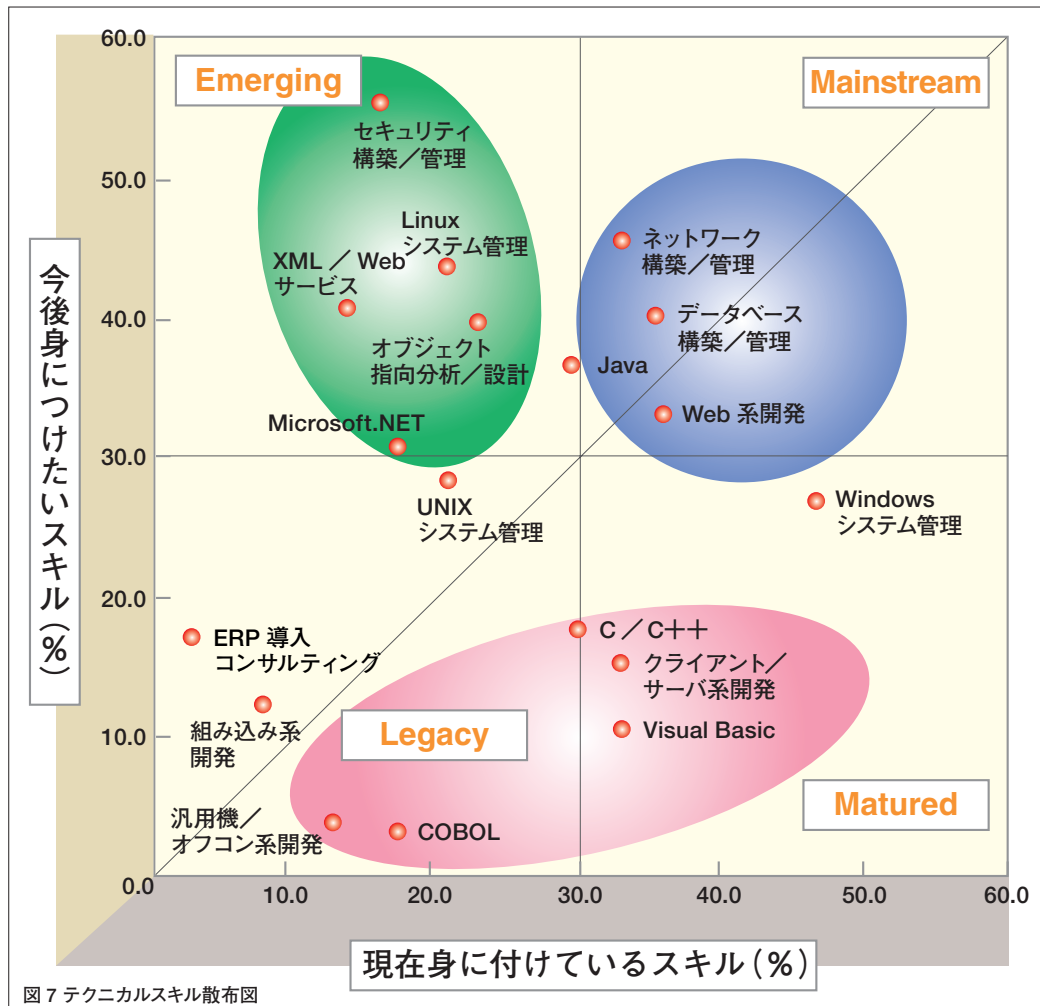 60.0
50.0
40.0
30.0
20.0
10.0
0.0
今後身につけたいスキル（%）
Emerging
Mainstream
セキュリティ
構築／管理
Linux
システム管理
XML ／ Web
サービス
オブジェクト
指向分析／設計
Microsoft.NET
UNIX
システム管理
ネットワーク
構築／管理
データベース
構築／管理
Java
Web 系開発
Windows
システム管理
ERP 導入
コンサルティング
組み込み系
開発
汎用機／
オフコン系開発
Legacy
COBOL
C ／ C＋＋
クライアント／
サーバ系開発
Visual Basic
Matured
10.0
20.0
30.0
40.0
50.0
60.0
現在身に付けているスキル（%）
図 7 テクニカルスキル散布図